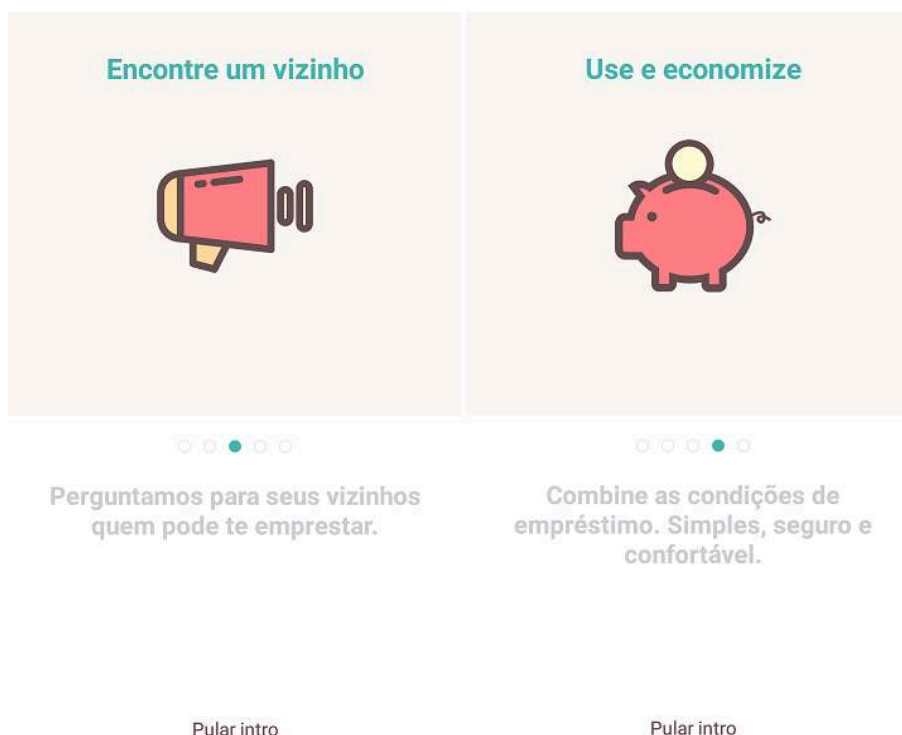 Encontre um vizinho
Perguntamos para seus vizinhos
quem pode te emprestar.
Pular intro
Use e economize
Combine as condições de
empréstimo. Simples, seguro e
confortável.
Pular intro